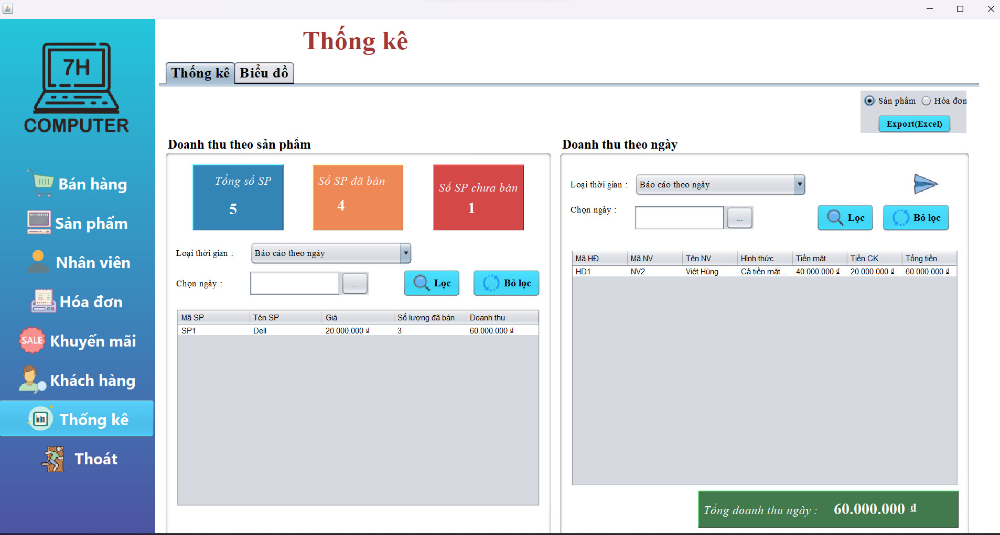 7H
COMPUTER
Bán hàng
Sản phẩm
Nhân viên
Hóa đơn
SALE Khuyến mãi
Khách hàng
Thống kê
Thoát
Thống kê
Thống kê Biểu đồ
Sản phẩm Hóa đơn
Export(Excel)
Doanh thu theo sản phẩm
Tổng số SP
5
Số SP đã bán
4
Số SP chưa bán
1
Loại thời gian : Báo cáo theo ngày
Chọn ngày : ... Lọc Bỏ lọc
Mã SP Tên SP Giá Số lượng đã bán Doanh thu
SP1 Dell 20.000.000 ₫ 3 60.000.000 ₫
Doanh thu theo ngày
Loại thời gian : Báo cáo theo ngày
Chọn ngày : ... Lọc Bỏ lọc
Mã HĐ Mã NV Tên NV Hình thức Tiền mặt Tiền CK Tổng tiền
HD1 NV2 Việt Hùng Cả tiền mặt ... 40.000.000 ₫ 20.000.000 ₫ 60.000.000 ₫
Tổng doanh thu ngày : 60.000.000 ₫